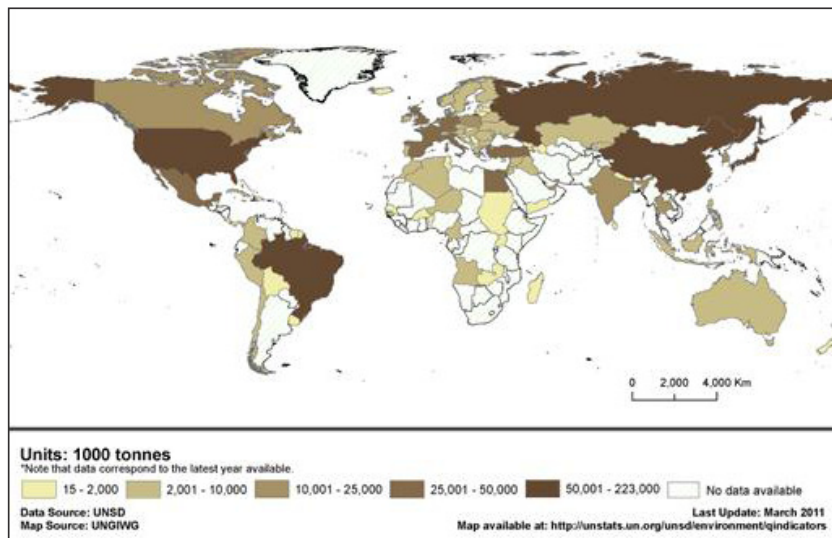 0 2,000 4,000 Km
Units: 1000 tonnes
*Note that data correspond to the latest year available.
15 - 2,000 2,001 - 10,000 10,001 - 25,000 25,001 - 50,000 50,001 - 223,000 No data available
Data Source: UNSD Last Update: March 2011
Map Source: UNGIWG Map available at: http://unstats.un.org/unsd/environment/qindicators